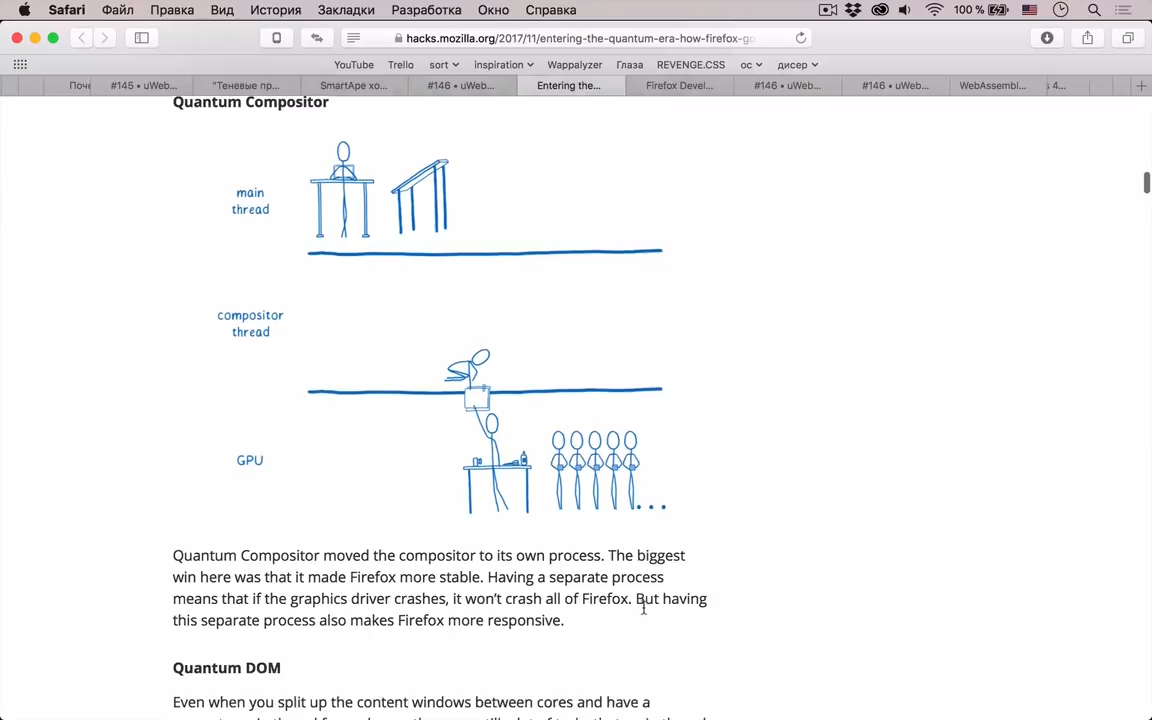 Safari Файл Правка Вид История Закладки Разработка Окно Справка 100 %
hacks.mozilla.org/2017/11/entering-the-quantum-era-how-firefox-go
YouTube Trello sort inspiration Wappalyzer Глаза REVENGE.CSS ос дисер
Поче #145 • uWeb... "Теневые пр... SmartApe хо... #146 • uWeb... Entering the... Firefox Devel... #146 • uWeb... #146 • uWeb... WebAssembl... 4...
Quantum Compositor
main
thread
compositor
thread
GPU
Quantum Compositor moved the compositor to its own process. The biggest
win here was that it made Firefox more stable. Having a separate process
means that if the graphics driver crashes, it won’t crash all of Firefox. But having
this separate process also makes Firefox more responsive.
Quantum DOM
Even when you split up the content windows between cores and have a